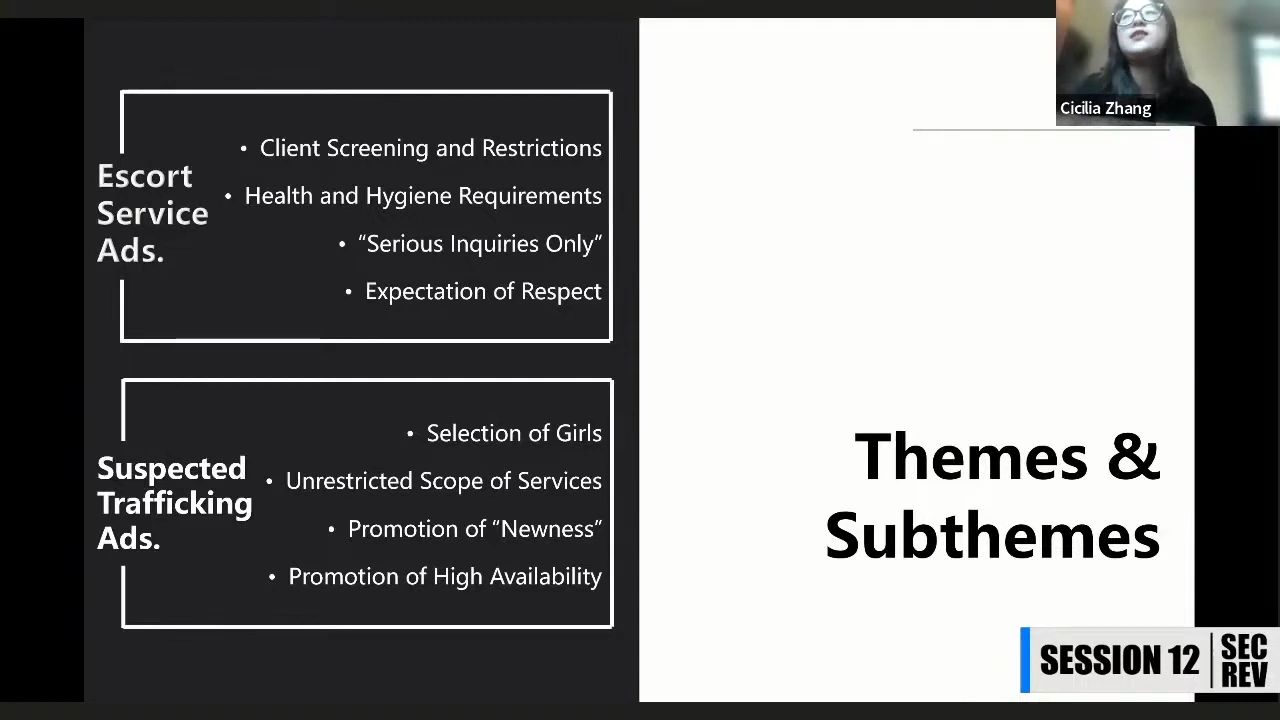 Cicilia Zhang
Escort
Service
Ads.
• Client Screening and Restrictions
• Health and Hygiene Requirements
• “Serious Inquiries Only”
• Expectation of Respect
Suspected
Trafficking
Ads.
• Selection of Girls
• Unrestricted Scope of Services
• Promotion of “Newness”
• Promotion of High Availability
Themes &
Subthemes
SESSION 12
SEC
REV